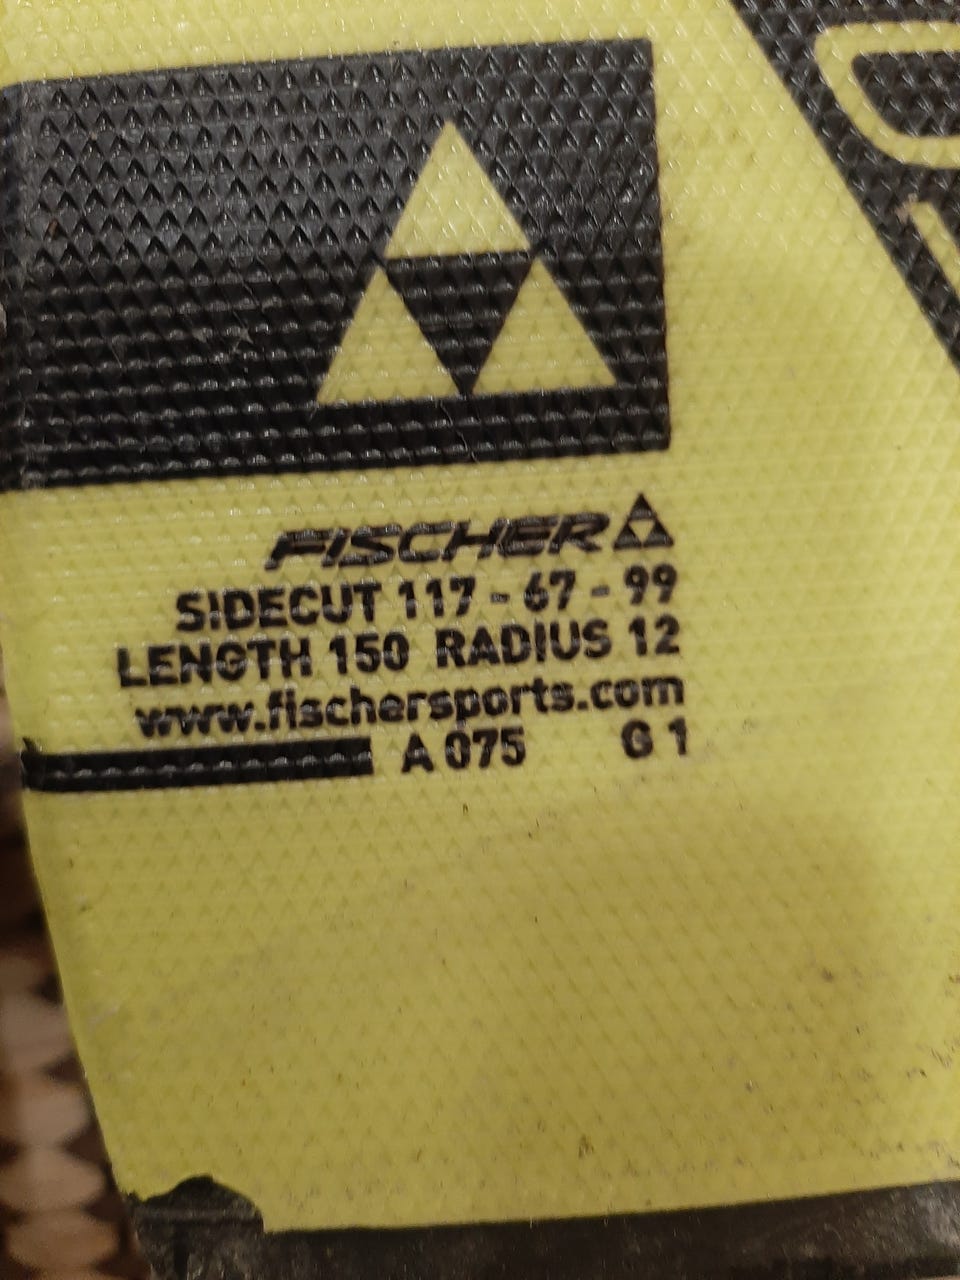 FISCHER
SIDECUT 117 - 67 - 99
LENGTH 150 RADIUS 12
www.fischersports.com
A 075 G 1